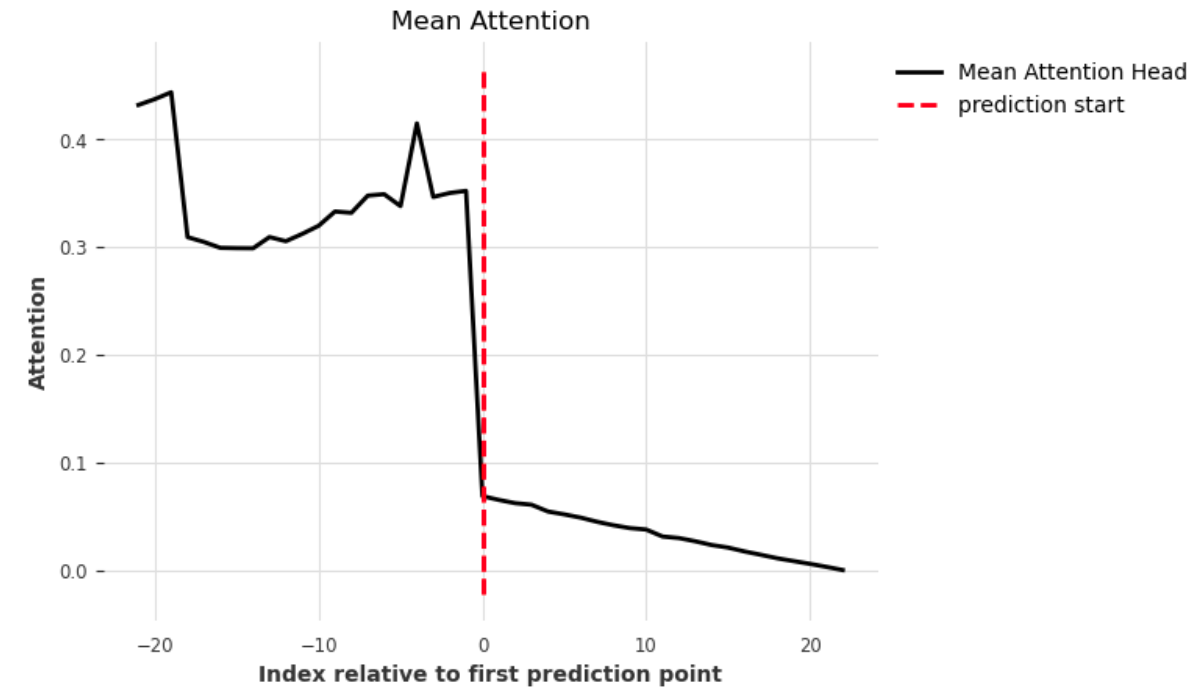 Mean Attention
Mean Attention Head
prediction start
Attention
0.4
0.3
0.2
0.1
0.0
−20
−10
0
10
20
Index relative to first prediction point